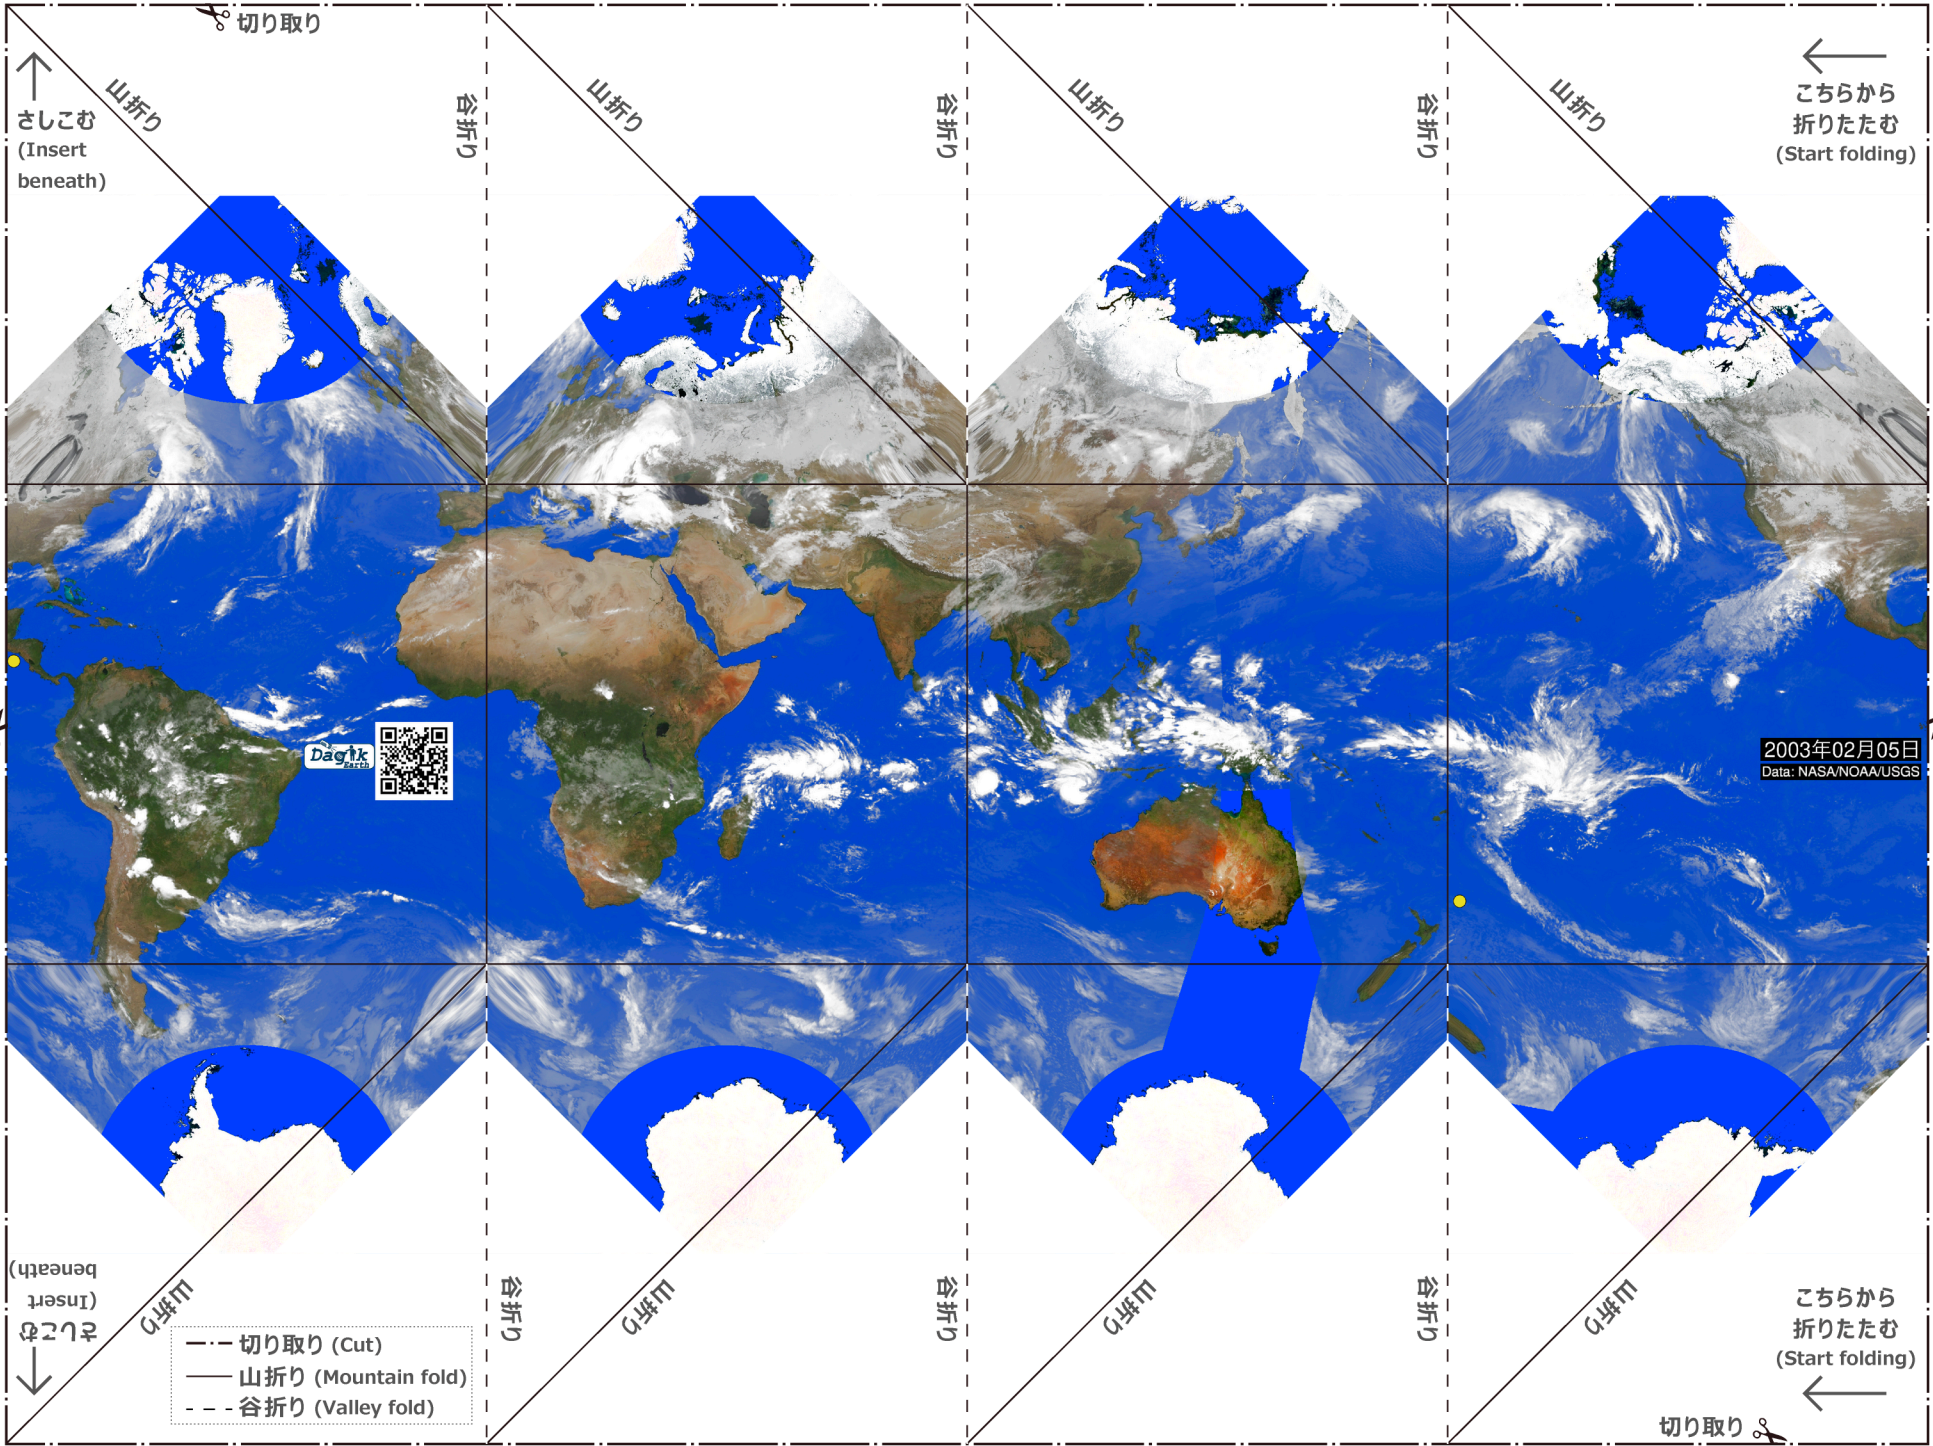 切り取り
山折り
谷折り
山折り
谷折り
山折り
谷折り
山折り
さしこむ
(Insert
beneath)
こちらから
折りたたむ
(Start folding)
Dagik
Earth
2003年02月05日
Data: NASA/NOAA/USGS
さしこむ
(Insert
beneath)
山折り
谷折り
山折り
谷折り
山折り
谷折り
山折り
こちらから
折りたたむ
(Start folding)
切り取り (Cut)
山折り (Mountain fold)
谷折り (Valley fold)
切り取り